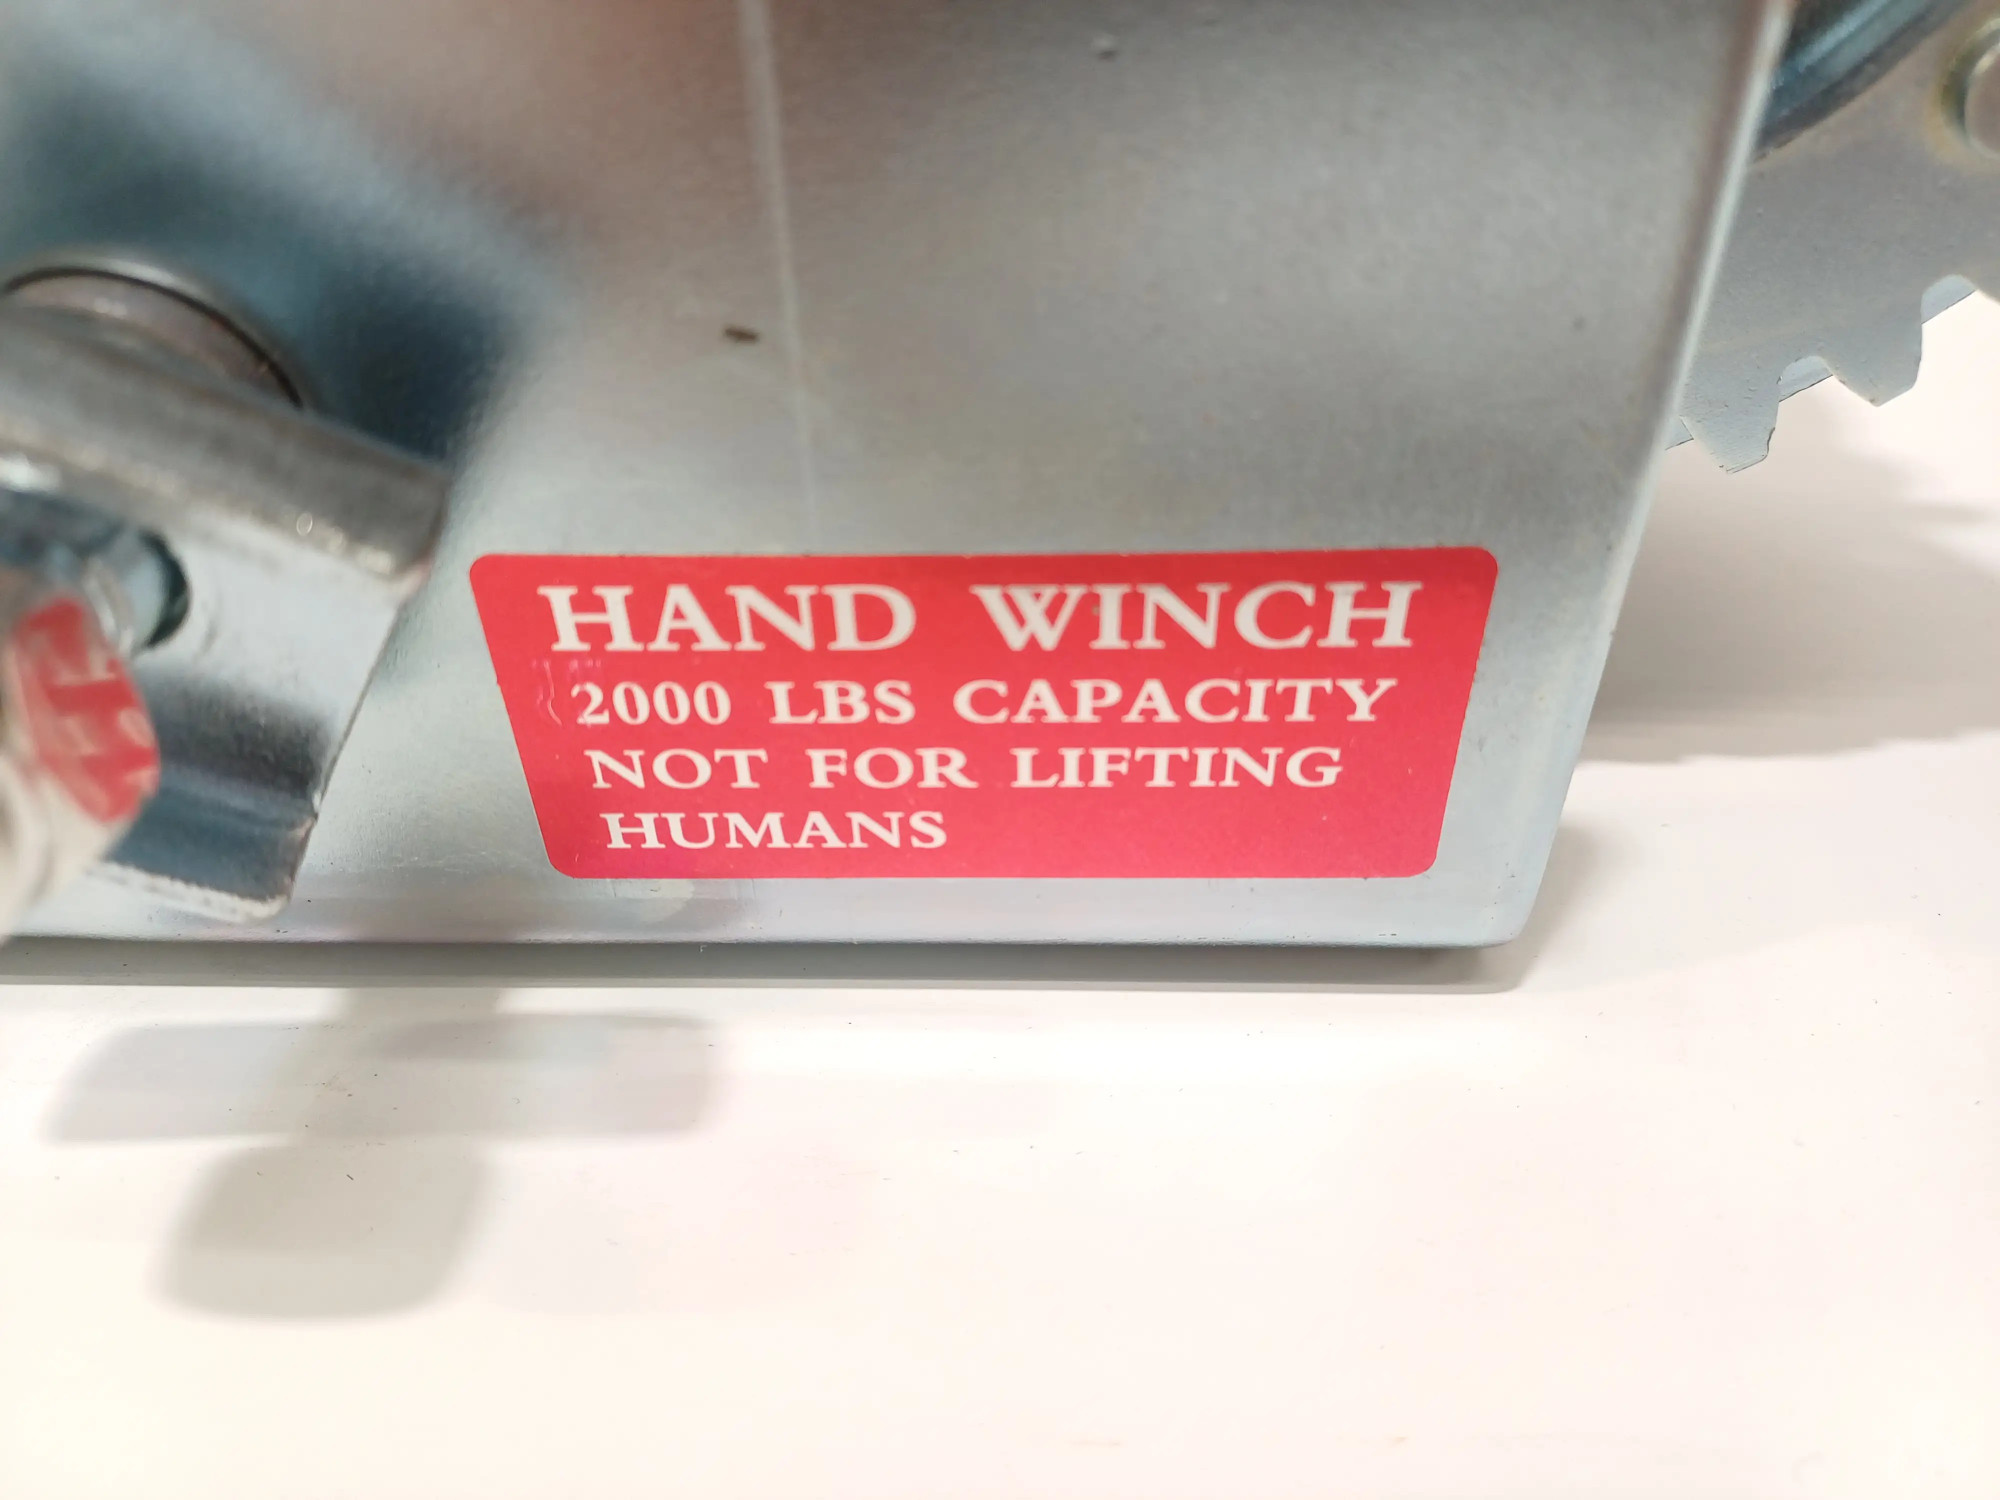 HAND WINCH
2000 LBS CAPACITY
NOT FOR LIFTING
HUMANS